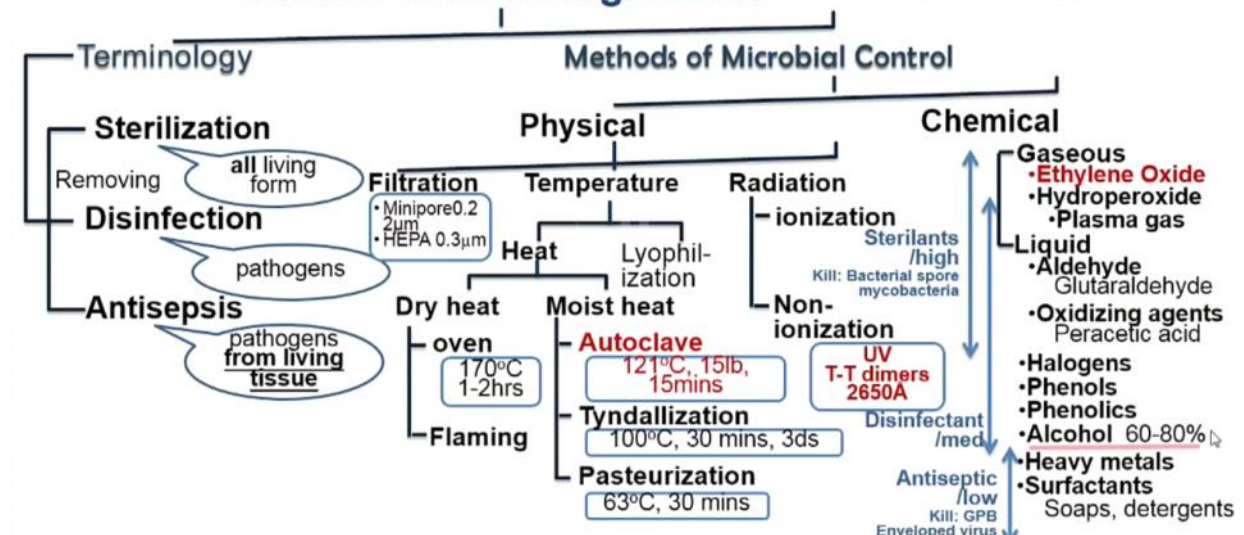 Terminology
Methods of Microbial Control
Sterilization
all living
form
Removing
Disinfection
pathogens
Antisepsis
pathogens
from living
tissue
Physical
Filtration
• Minipore0.2
2µm
• HEPA 0.3µm
Temperature
Heat
Lyophil-
ization
Dry heat
oven
170°C
1-2hrs
Flaming
Moist heat
Autoclave
121°C, 15lb,
15mins
Tyndallization
100°C, 30 mins, 3ds
Pasteurization
63°C, 30 mins
Radiation
ionization
Non-
ionization
UV
T-T dimers
2650A
Chemical
Sterilants
/high
Kill: Bacterial spore
mycobacteria
Disinfectant
/med
Antiseptic
/low
Kill: GPB
Enveloped virus
Gaseous
•Ethylene Oxide
•Hydroperoxide
•Plasma gas
Liquid
•Aldehyde
Glutaraldehyde
•Oxidizing agents
Peracetic acid
•Halogens
•Phenols
•Phenolics
•Alcohol 60-80%
•Heavy metals
•Surfactants
Soaps, detergents